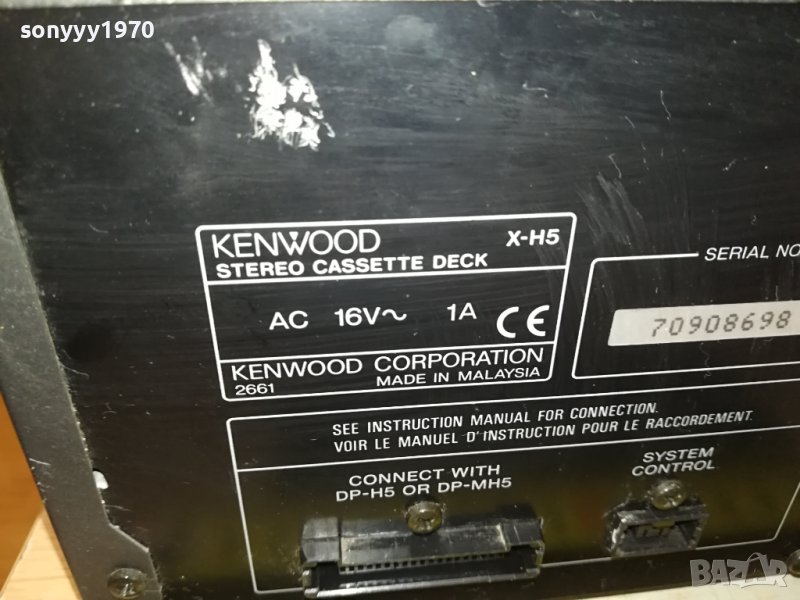 sonyyy1970
KENWOOD X-H5
STEREO CASSETTE DECK
AC 16V~ 1A CE
KENWOOD CORPORATION
2661 MADE IN MALAYSIA
SERIAL NO
70908698
SEE INSTRUCTION MANUAL FOR CONNECTION.
VOIR LE MANUEL D'INSTRUCTION POUR LE RACCORDEMENT.
CONNECT WITH
DP-H5 OR DP-MH5
SYSTEM
CONTROL
BAZAR